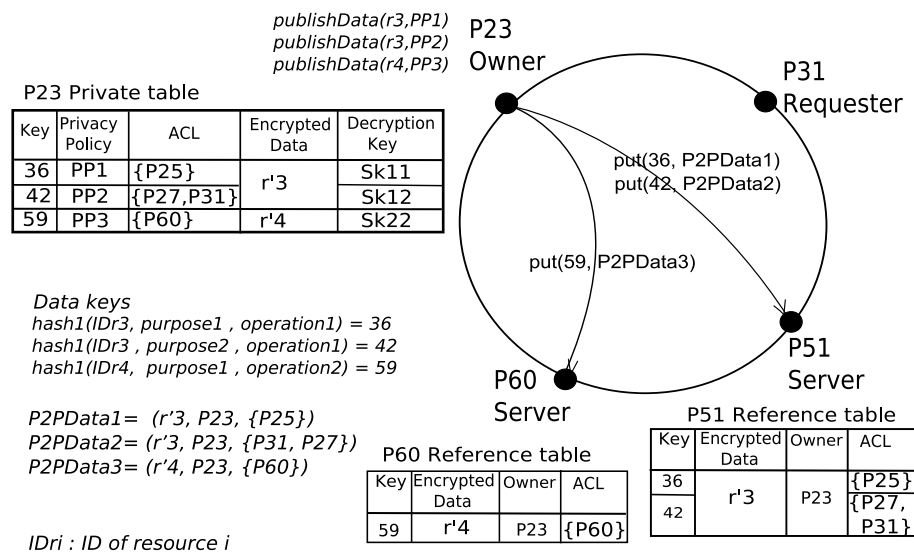 publishData(r3,PP1)
publishData(r3,PP2)
publishData(r4,PP3)
P23
Owner
P31
Requester
P23 Private table
Key Privacy Policy ACL Encrypted Data Decryption Key
36 PP1 {P25} r'3 Sk11
42 PP2 {P27,P31} Sk12
59 PP3 {P60} r'4 Sk22
put(36, P2PData1)
put(42, P2PData2)
put(59, P2PData3)
Data keys
hash1(IDr3, purpose1 , operation1) = 36
hash1(IDr3 , purpose2 , operation1) = 42
hash1(IDr4, purpose1 , operation2) = 59
P51
Server
P60
Server
P2PData1= (r’3, P23, {P25})
P2PData2= (r’3, P23, {P31, P27})
P2PData3= (r’4, P23, {P60})
P51 Reference table
Key Encrypted Data Owner ACL
36 r'3 P23 {P25}
42 {P27, P31}
P60 Reference table
Key Encrypted Data Owner ACL
59 r'4 P23 {P60}
IDri : ID of resource i